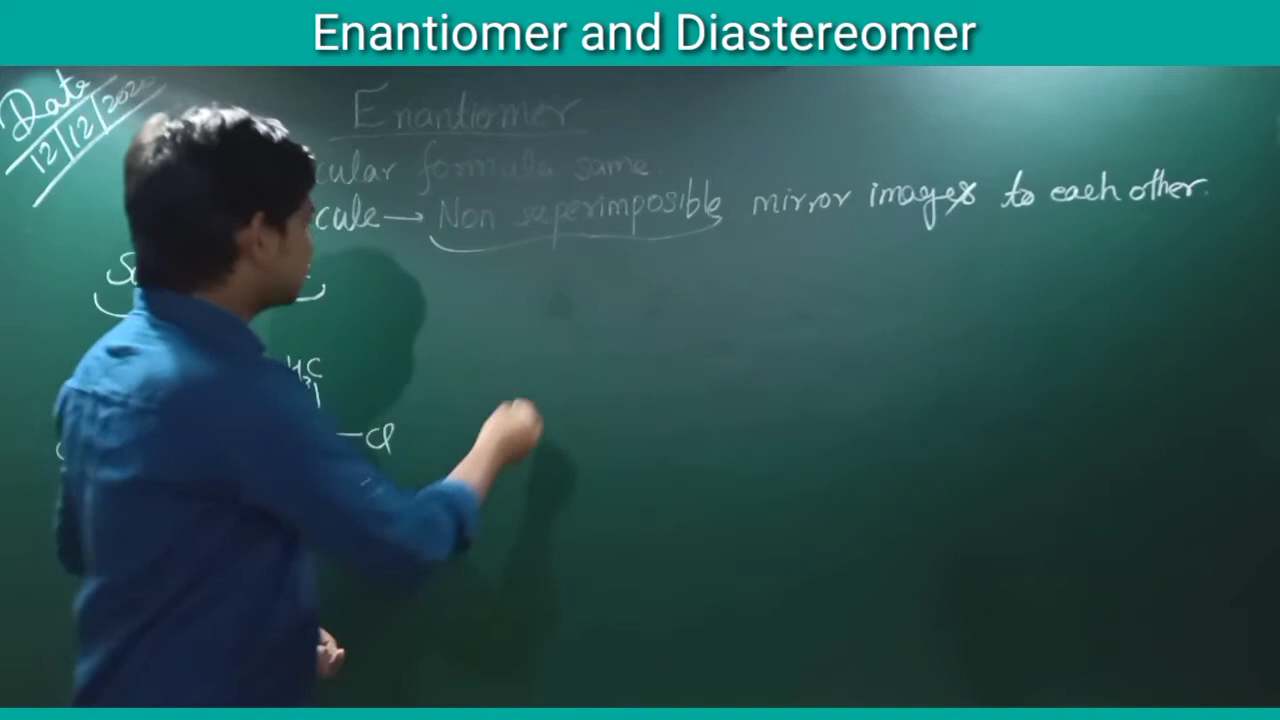 Enantiomer and Diastereomer
Date
12/12/2020
Enantiomer
cular formula same.
cule → Non superimposible mirror images to each other.
-Cl